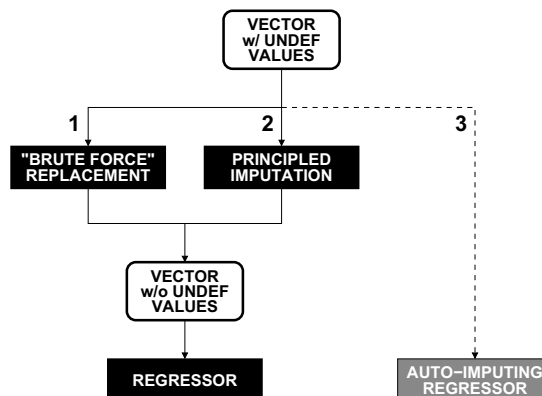 VECTOR
w/ UNDEF
VALUES
1
2
3
"BRUTE FORCE"
REPLACEMENT
PRINCIPLED
IMPUTATION
VECTOR
w/o UNDEF
VALUES
REGRESSOR
AUTO−IMPUTING
REGRESSOR